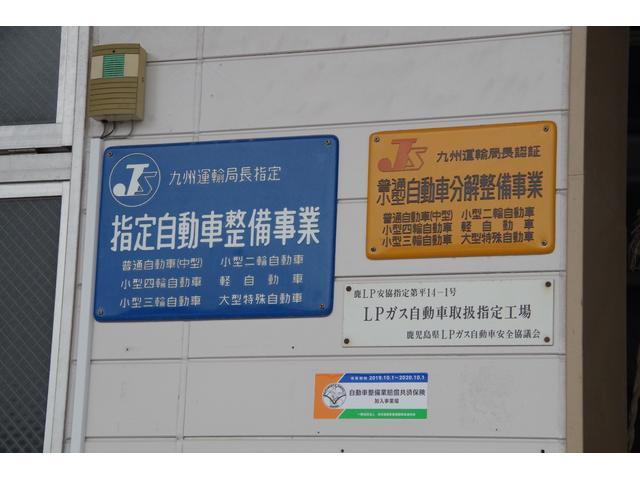 JS
九州運輸局長指定
指定自動車整備事業
普通自動車(中型) 小型二輪自動車
小型四輪自動車 軽自動車
小型三輪自動車 大型特殊自動車
JS
九州運輸局長認証
普通
小型
自動車分解整備事業
普通自動車(中型) 小型二輪自動車
小型四輪自動車 軽自動車
小型三輪自動車 大型特殊自動車
鹿LP安協指定第平14-1号
LPガス自動車取扱指定工場
鹿児島県LPガス自動車安全協議会
2019.10.1〜2020.10.1
自動車整備業賠償共済保険
加入事業場